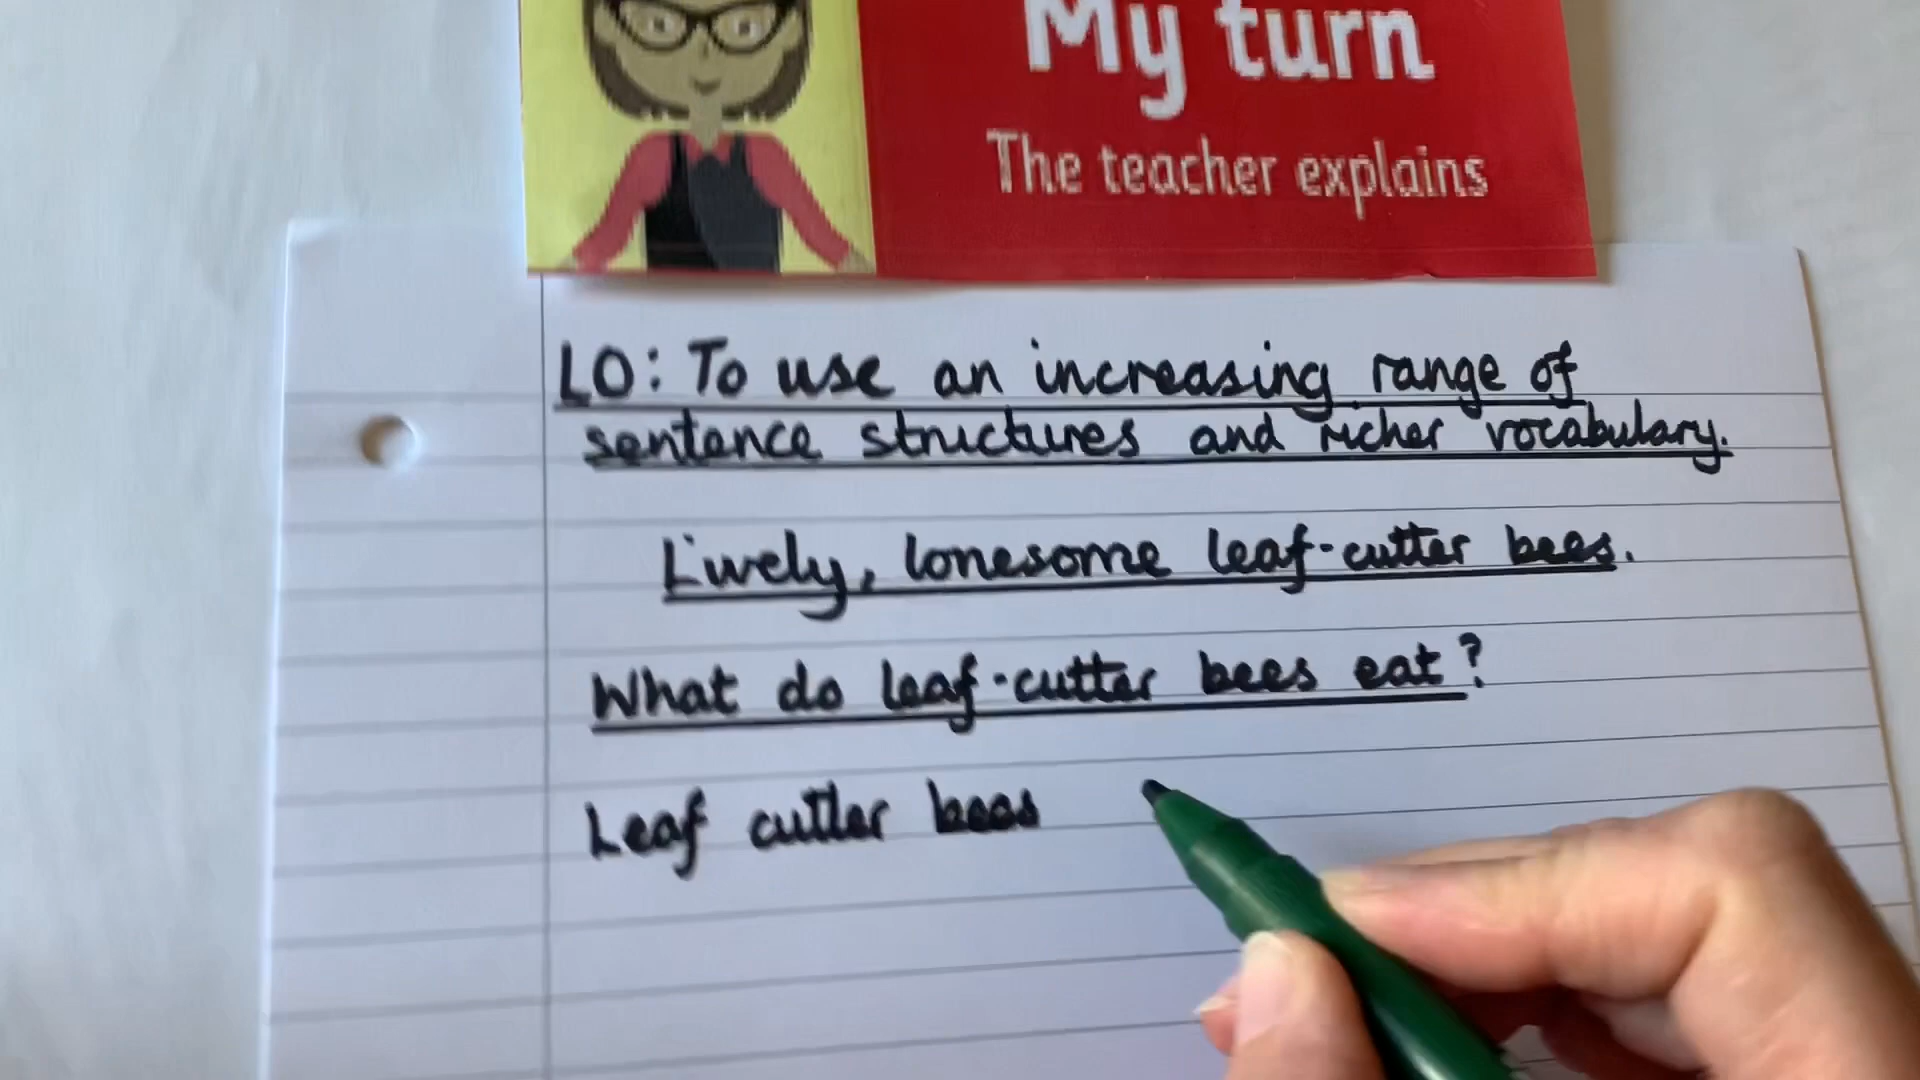 My turn
The teacher explains
LO: To use an increasing range of
sentence structures and richer vocabulary.
Lively, lonesome leaf-cutter bees.
What do leaf-cutter bees eat?
Leaf cutter bees